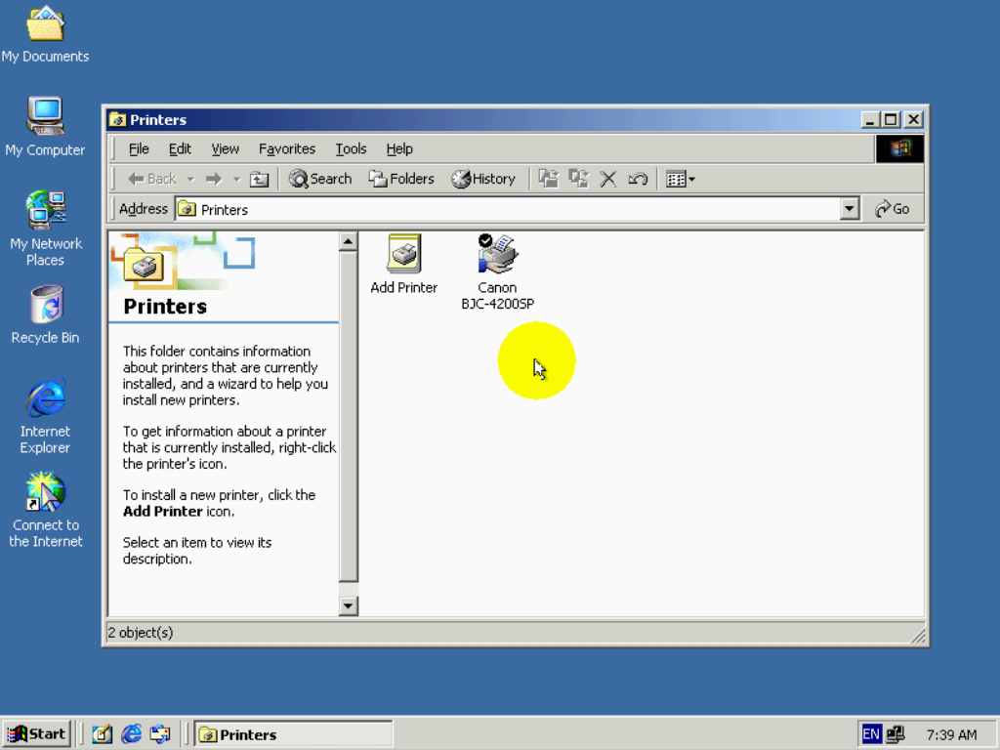 My Documents
My Computer
My Network
Places
Recycle Bin
Internet
Explorer
Connect to
the Internet
Printers
File Edit View Favorites Tools Help
Back Search Folders History
Address Printers Go
Printers
This folder contains information
about printers that are currently
installed, and a wizard to help you
install new printers.
To get information about a printer
that is currently installed, right-click
the printer's icon.
To install a new printer, click the
Add Printer icon.
Select an item to view its
description.
Add Printer
Canon
BJC-4200SP
2 object(s)
Start Printers EN 7:39 AM